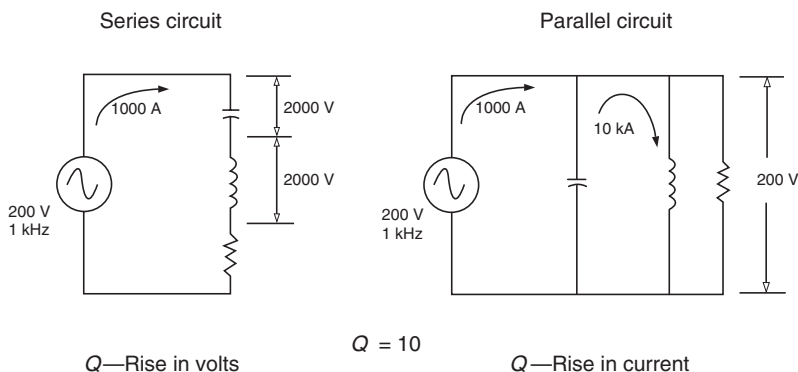 Series circuit
1000 A
2000 V
2000 V
200 V
1 kHz
Q—Rise in volts
Parallel circuit
1000 A
10 kA
200 V
200 V
1 kHz
Q = 10
Q—Rise in current